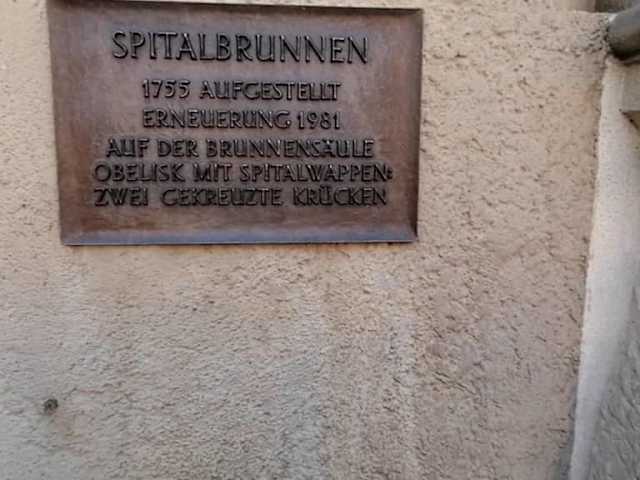 SPITALBRUNNEN
1755 AUFGESTELLT
ERNEUERUNG 1981
AUF DER BRUNNENSÄULE
OBELISK MIT SPITALWAPPEN:
ZWEI GEKREUZTE KRÜCKEN